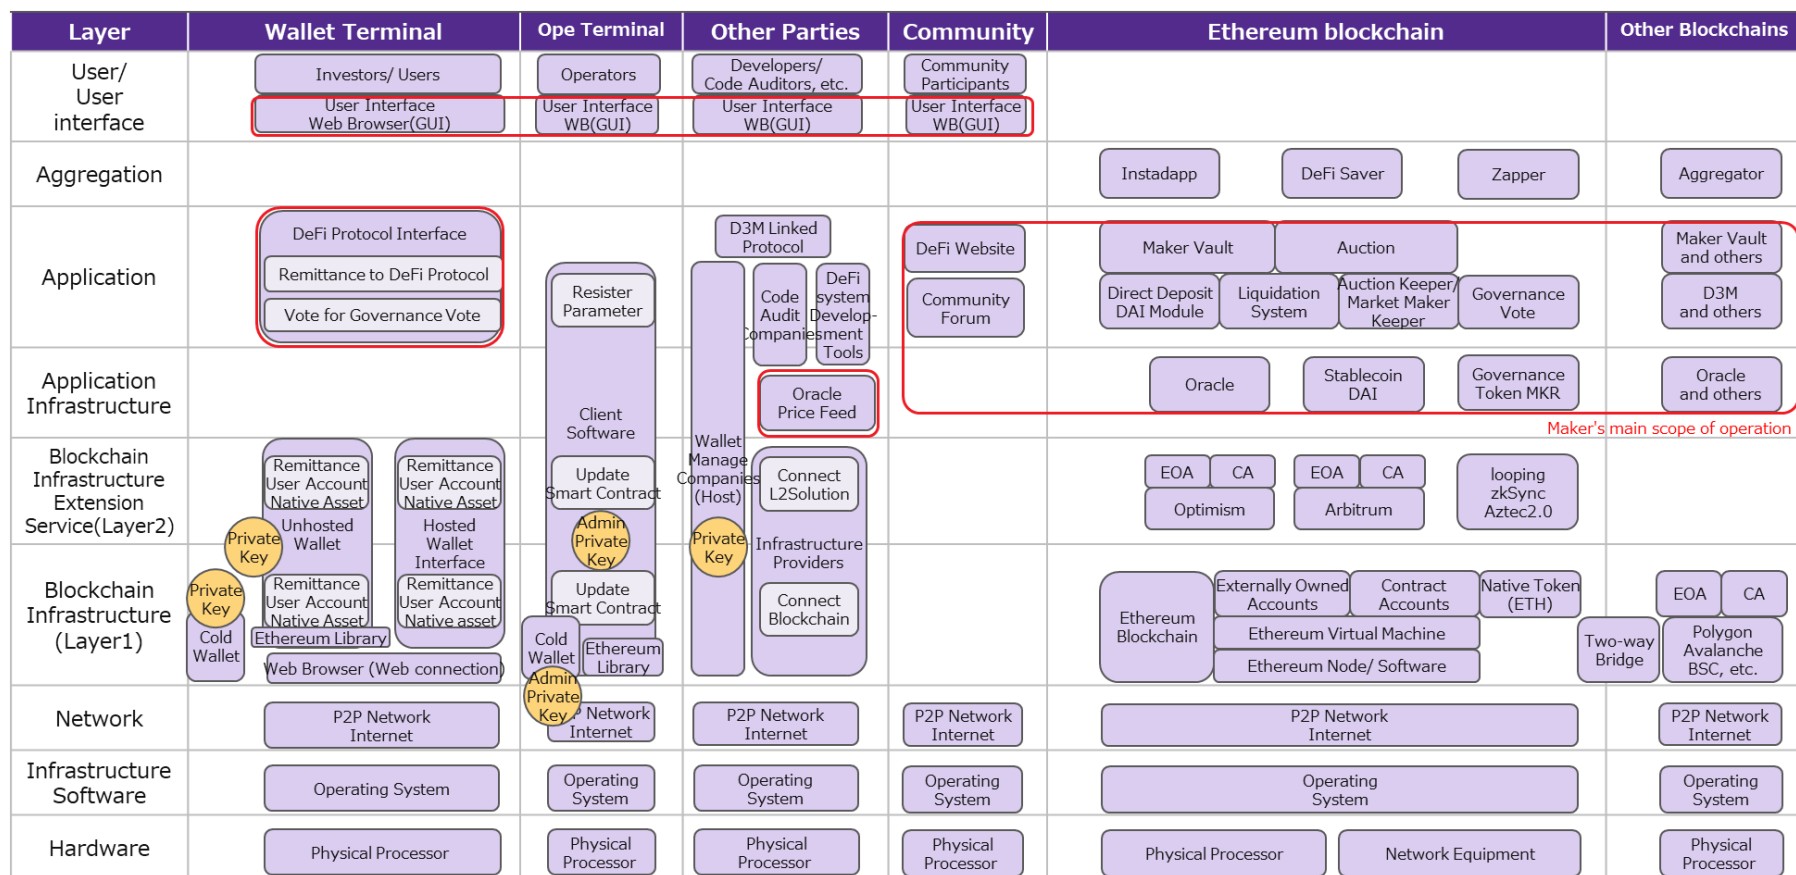 Layer
Wallet Terminal
Ope Terminal
Other Parties
Community
Ethereum blockchain
Other Blockchains
User/
User
interface
Investors/ Users
Operators
Developers/
Code Auditors, etc.
Community
Participants
User Interface
Web Browser(GUI)
User Interface
WB(GUI)
User Interface
WB(GUI)
User Interface
WB(GUI)
Aggregation
Instadapp
DeFi Saver
Zapper
Aggregator
Application
DeFi Protocol Interface
Remittance to DeFi Protocol
Vote for Governance Vote
Resister
Parameter
D3M Linked
Protocol
Code
Audit
Companies
DeFi
system
Develop-
ment
Tools
DeFi Website
Community
Forum
Maker Vault
Auction
Direct Deposit
DAI Module
Liquidation
System
Auction Keeper/
Market Maker
Keeper
Governance
Vote
Maker Vault
and others
D3M
and others
Application
Infrastructure
Client
Software
Oracle
Price Feed
Oracle
Stablecoin
DAI
Governance
Token MKR
Oracle
and others
Maker's main scope of operation
Blockchain
Infrastructure
Extension
Service(Layer2)
Remittance
User Account
Native Asset
Unhosted
Wallet
Private
Key
Remittance
User Account
Native Asset
Hosted
Wallet
Interface
Update
Smart Contract
Admin
Private
Key
Wallet
Manage
Companies
(Host)
Private
Key
Connect
L2Solution
Infrastructure
Providers
EOA
CA
Optimism
EOA
CA
Arbitrum
looping
zkSync
Aztec2.0
Blockchain
Infrastructure
(Layer1)
Private
Key
Cold
Wallet
Remittance
User Account
Native Asset
Ethereum Library
Remittance
User Account
Native asset
Web Browser (Web connection)
Update
Smart Contract
Cold
Wallet
Ethereum
Library
Admin
Private
Key
Connect
Blockchain
Ethereum
Blockchain
Externally Owned
Accounts
Contract
Accounts
Native Token
(ETH)
Ethereum Virtual Machine
Ethereum Node/ Software
Two-way
Bridge
EOA
CA
Polygon
Avalanche
BSC, etc.
Network
P2P Network
Internet
P Network
Internet
P2P Network
Internet
P2P Network
Internet
P2P Network
Internet
P2P Network
Internet
Infrastructure
Software
Operating System
Operating
System
Operating
System
Operating
System
Operating
System
Operating
System
Hardware
Physical Processor
Physical
Processor
Physical
Processor
Physical
Processor
Physical Processor
Network Equipment
Physical
Processor